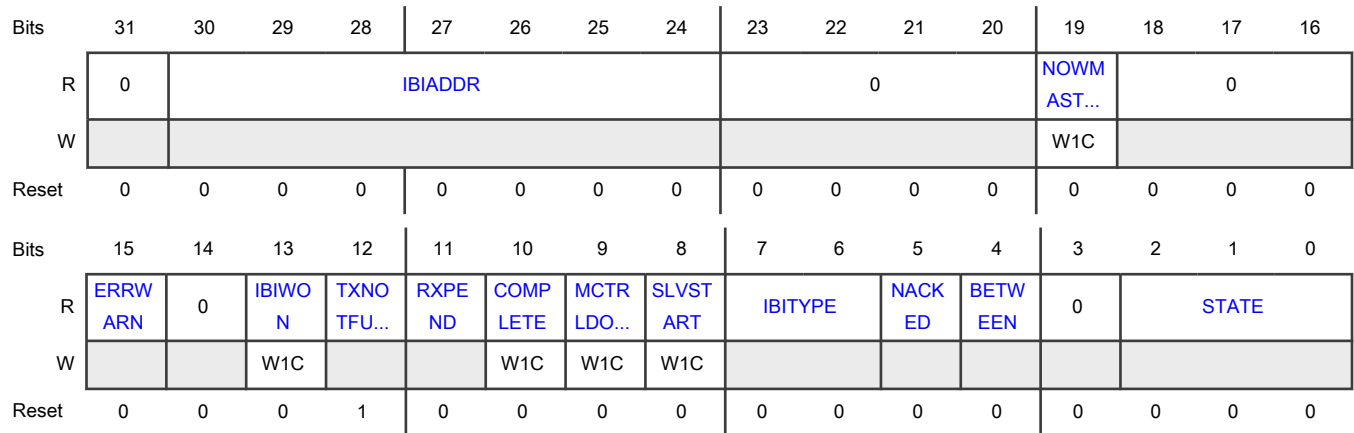 Bits 31 30 29 28 27 26 25 24 23 22 21 20 19 18 17 16
R 0 IBIADDR 0 NOWM AST... 0
W W1C
Reset 0 0 0 0 0 0 0 0 0 0 0 0 0 0 0 0
Bits 15 14 13 12 11 10 9 8 7 6 5 4 3 2 1 0
R ERRW ARN 0 IBIWO N TXNO TFU... RXPE ND COMP LETE MCTR LDO... SLVST ART IBITYPE NACK ED BETW EEN 0 STATE
W W1C W1C W1C W1C
Reset 0 0 0 1 0 0 0 0 0 0 0 0 0 0 0 0